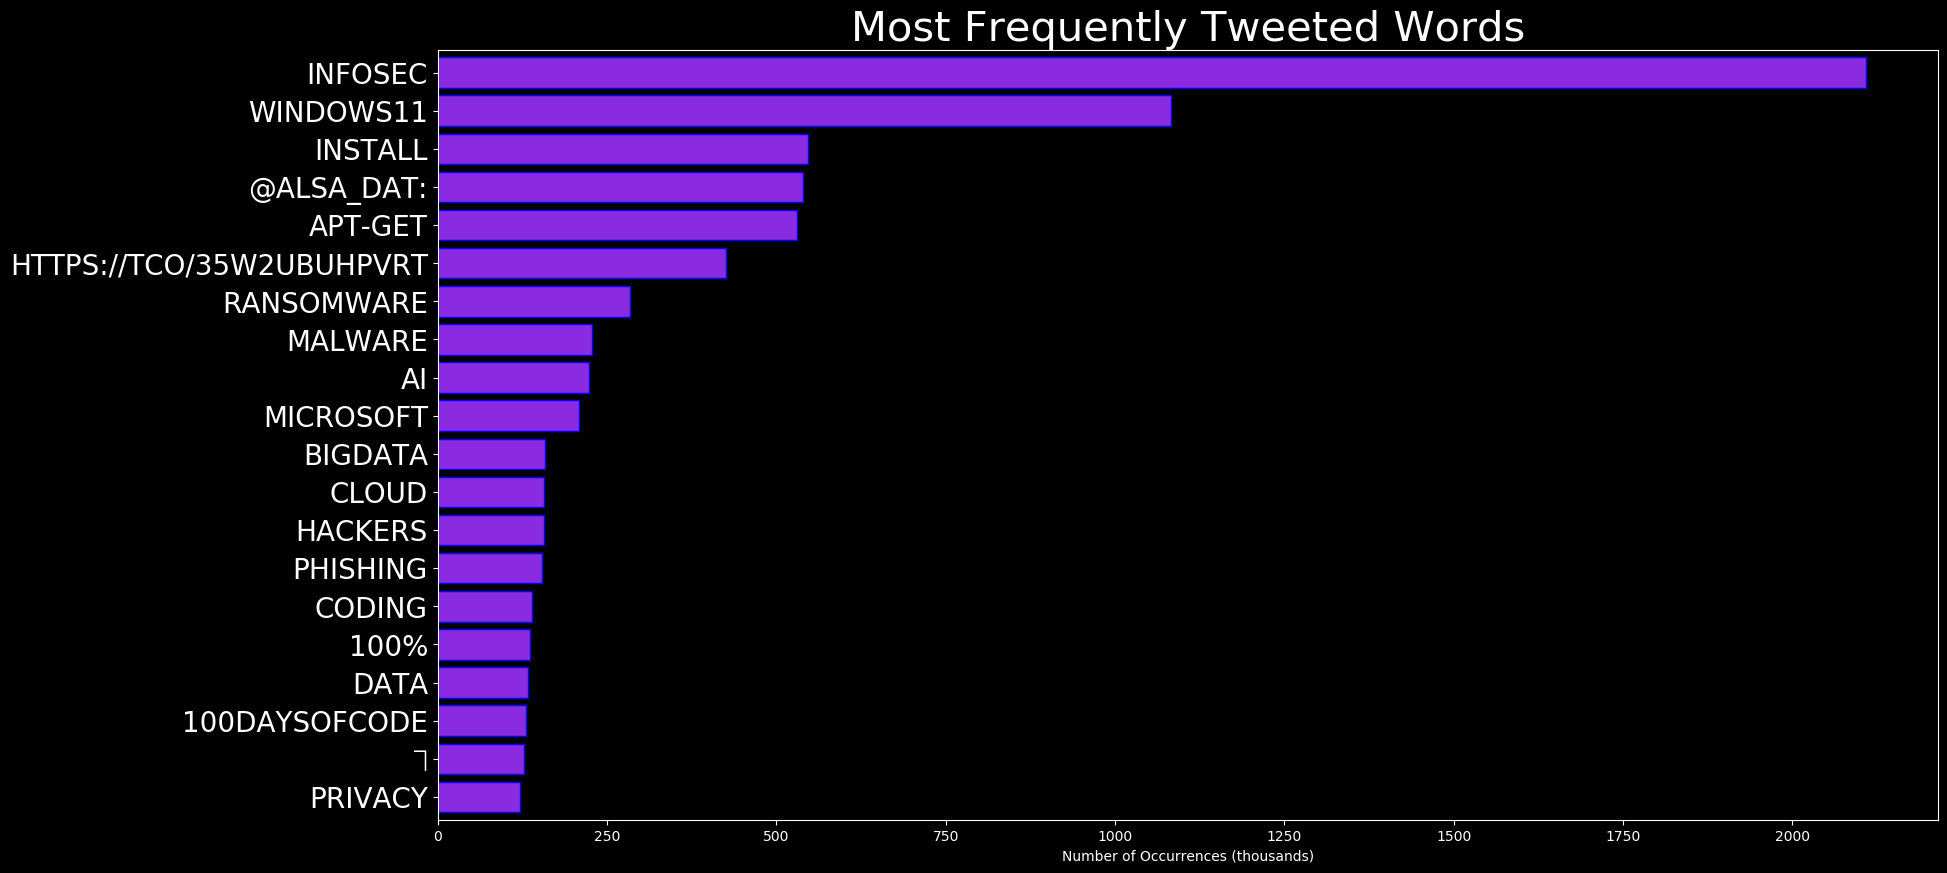 Most Frequently Tweeted Words
INFOSEC
WINDOWS11
INSTALL
@ALSA_DAT:
APT-GET
HTTPS://TCO/35W2UBUHPVRT
RANSOMWARE
MALWARE
AI
MICROSOFT
BIGDATA
CLOUD
HACKERS
PHISHING
CODING
100%
DATA
100DAYSOFCODE
┐
PRIVACY
0 250 500 750 1000 1250 1500 1750 2000
Number of Occurrences (thousands)